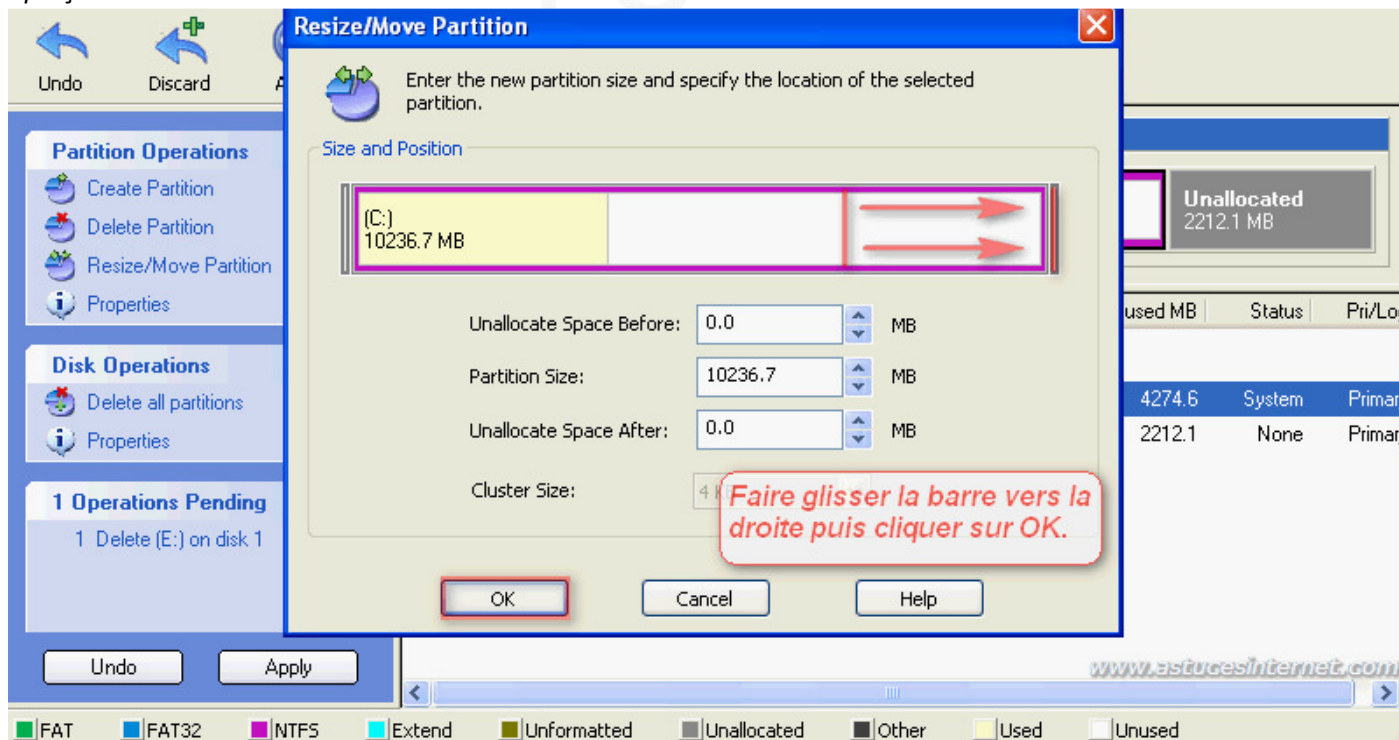 Resize/Move Partition
Undo
Discard
Enter the new partition size and specify the location of the selected
partition.
Partition Operations
Create Partition
Delete Partition
Resize/Move Partition
Properties
Size and Position
(C:)
10236.7 MB
Unallocated
2212.1 MB
Unallocate Space Before: 0.0 MB
Partition Size: 10236.7 MB
Unallocate Space After: 0.0 MB
Cluster Size: 4
used MB Status
4274.6 System
2212.1 None
Disk Operations
Delete all partitions
Properties
Faire glisser la barre vers la
droite puis cliquer sur OK.
1 Operations Pending
1 Delete (E:) on disk 1
OK Cancel Help
Undo Apply
www.astucesinternet.com
FAT FAT32 NTFS Extend Unformatted Unallocated Other Used Unused